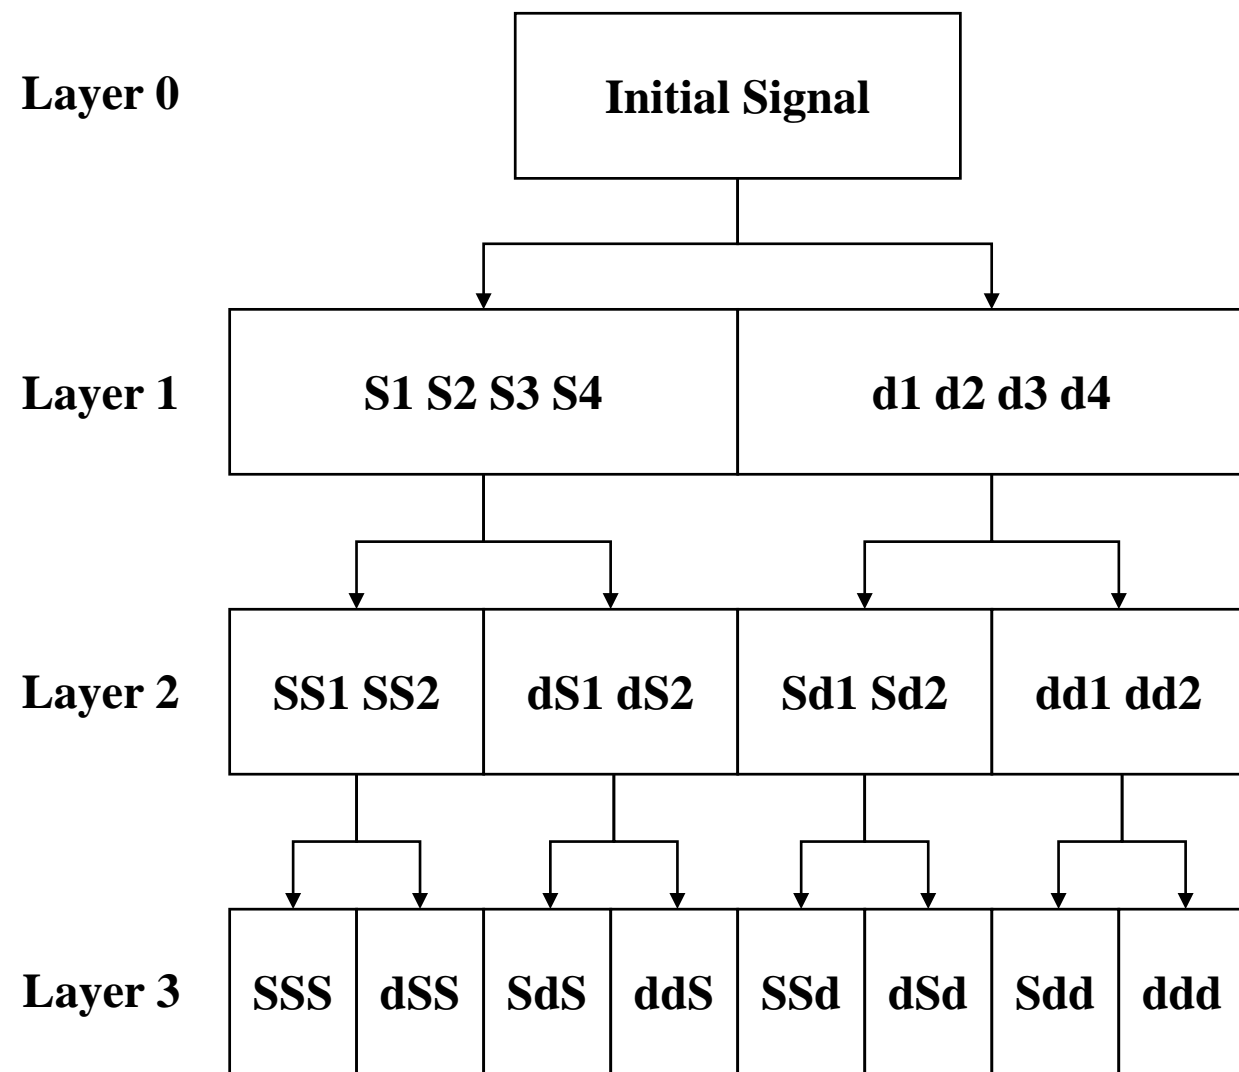 Layer 0
Initial Signal
Layer 1
S1 S2 S3 S4
d1 d2 d3 d4
Layer 2
SS1 SS2
dS1 dS2
Sd1 Sd2
dd1 dd2
Layer 3
SSS
dSS
SdS
ddS
SSd
dSd
Sdd
ddd